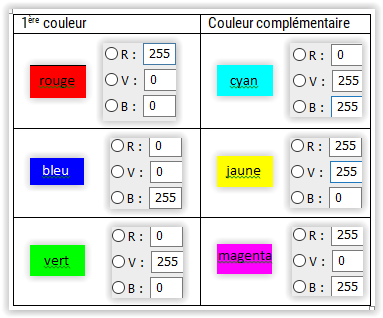 1ère couleur Couleur complémentaire
rouge
R : 255
V : 0
B : 0
cyan
R : 0
V : 255
B : 255
bleu
R : 0
V : 0
B : 255
jaune
R : 255
V : 255
B : 0
vert
R : 0
V : 255
B : 0
magenta
R : 255
V : 0
B : 255